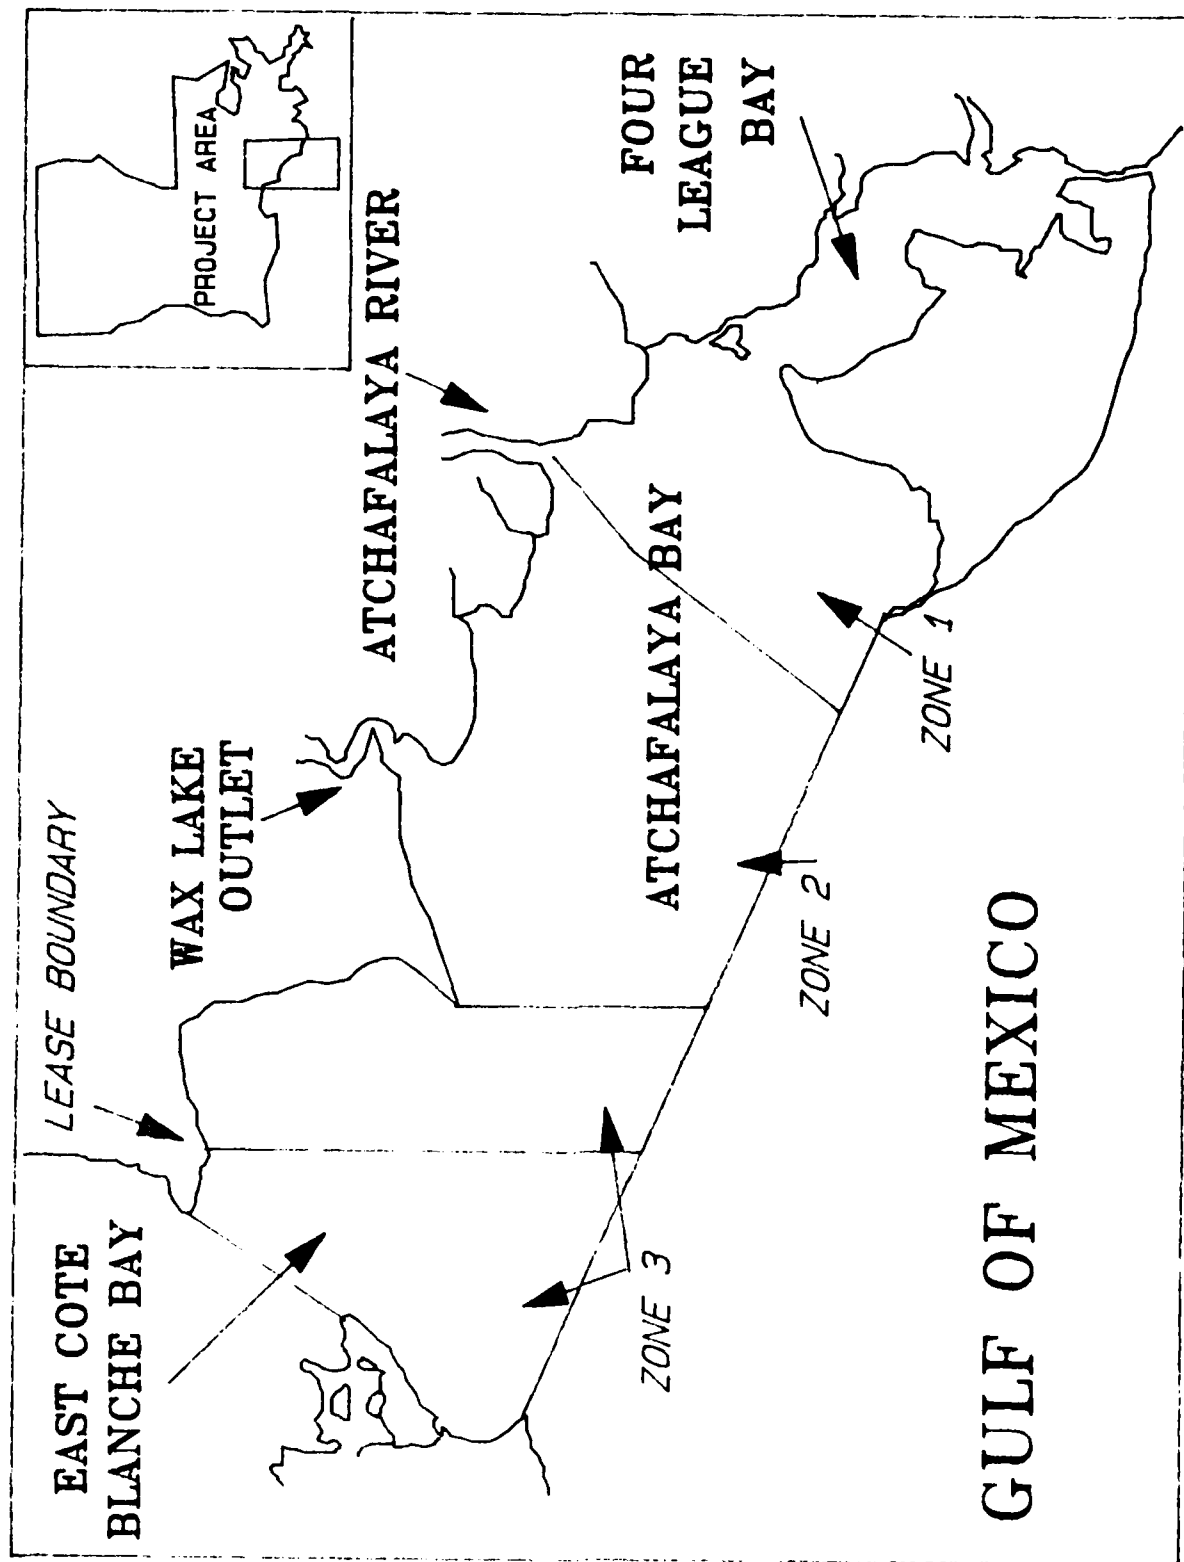 PROJECT AREA
LEASE BOUNDARY
EAST COTE
BLANCHE BAY
WAX LAKE
OUTLET
ATCHAFALAYA RIVER
FOUR
LEAGUE
BAY
ATCHAFALAYA BAY
ZONE 3
ZONE 2
ZONE 1
GULF OF MEXICO